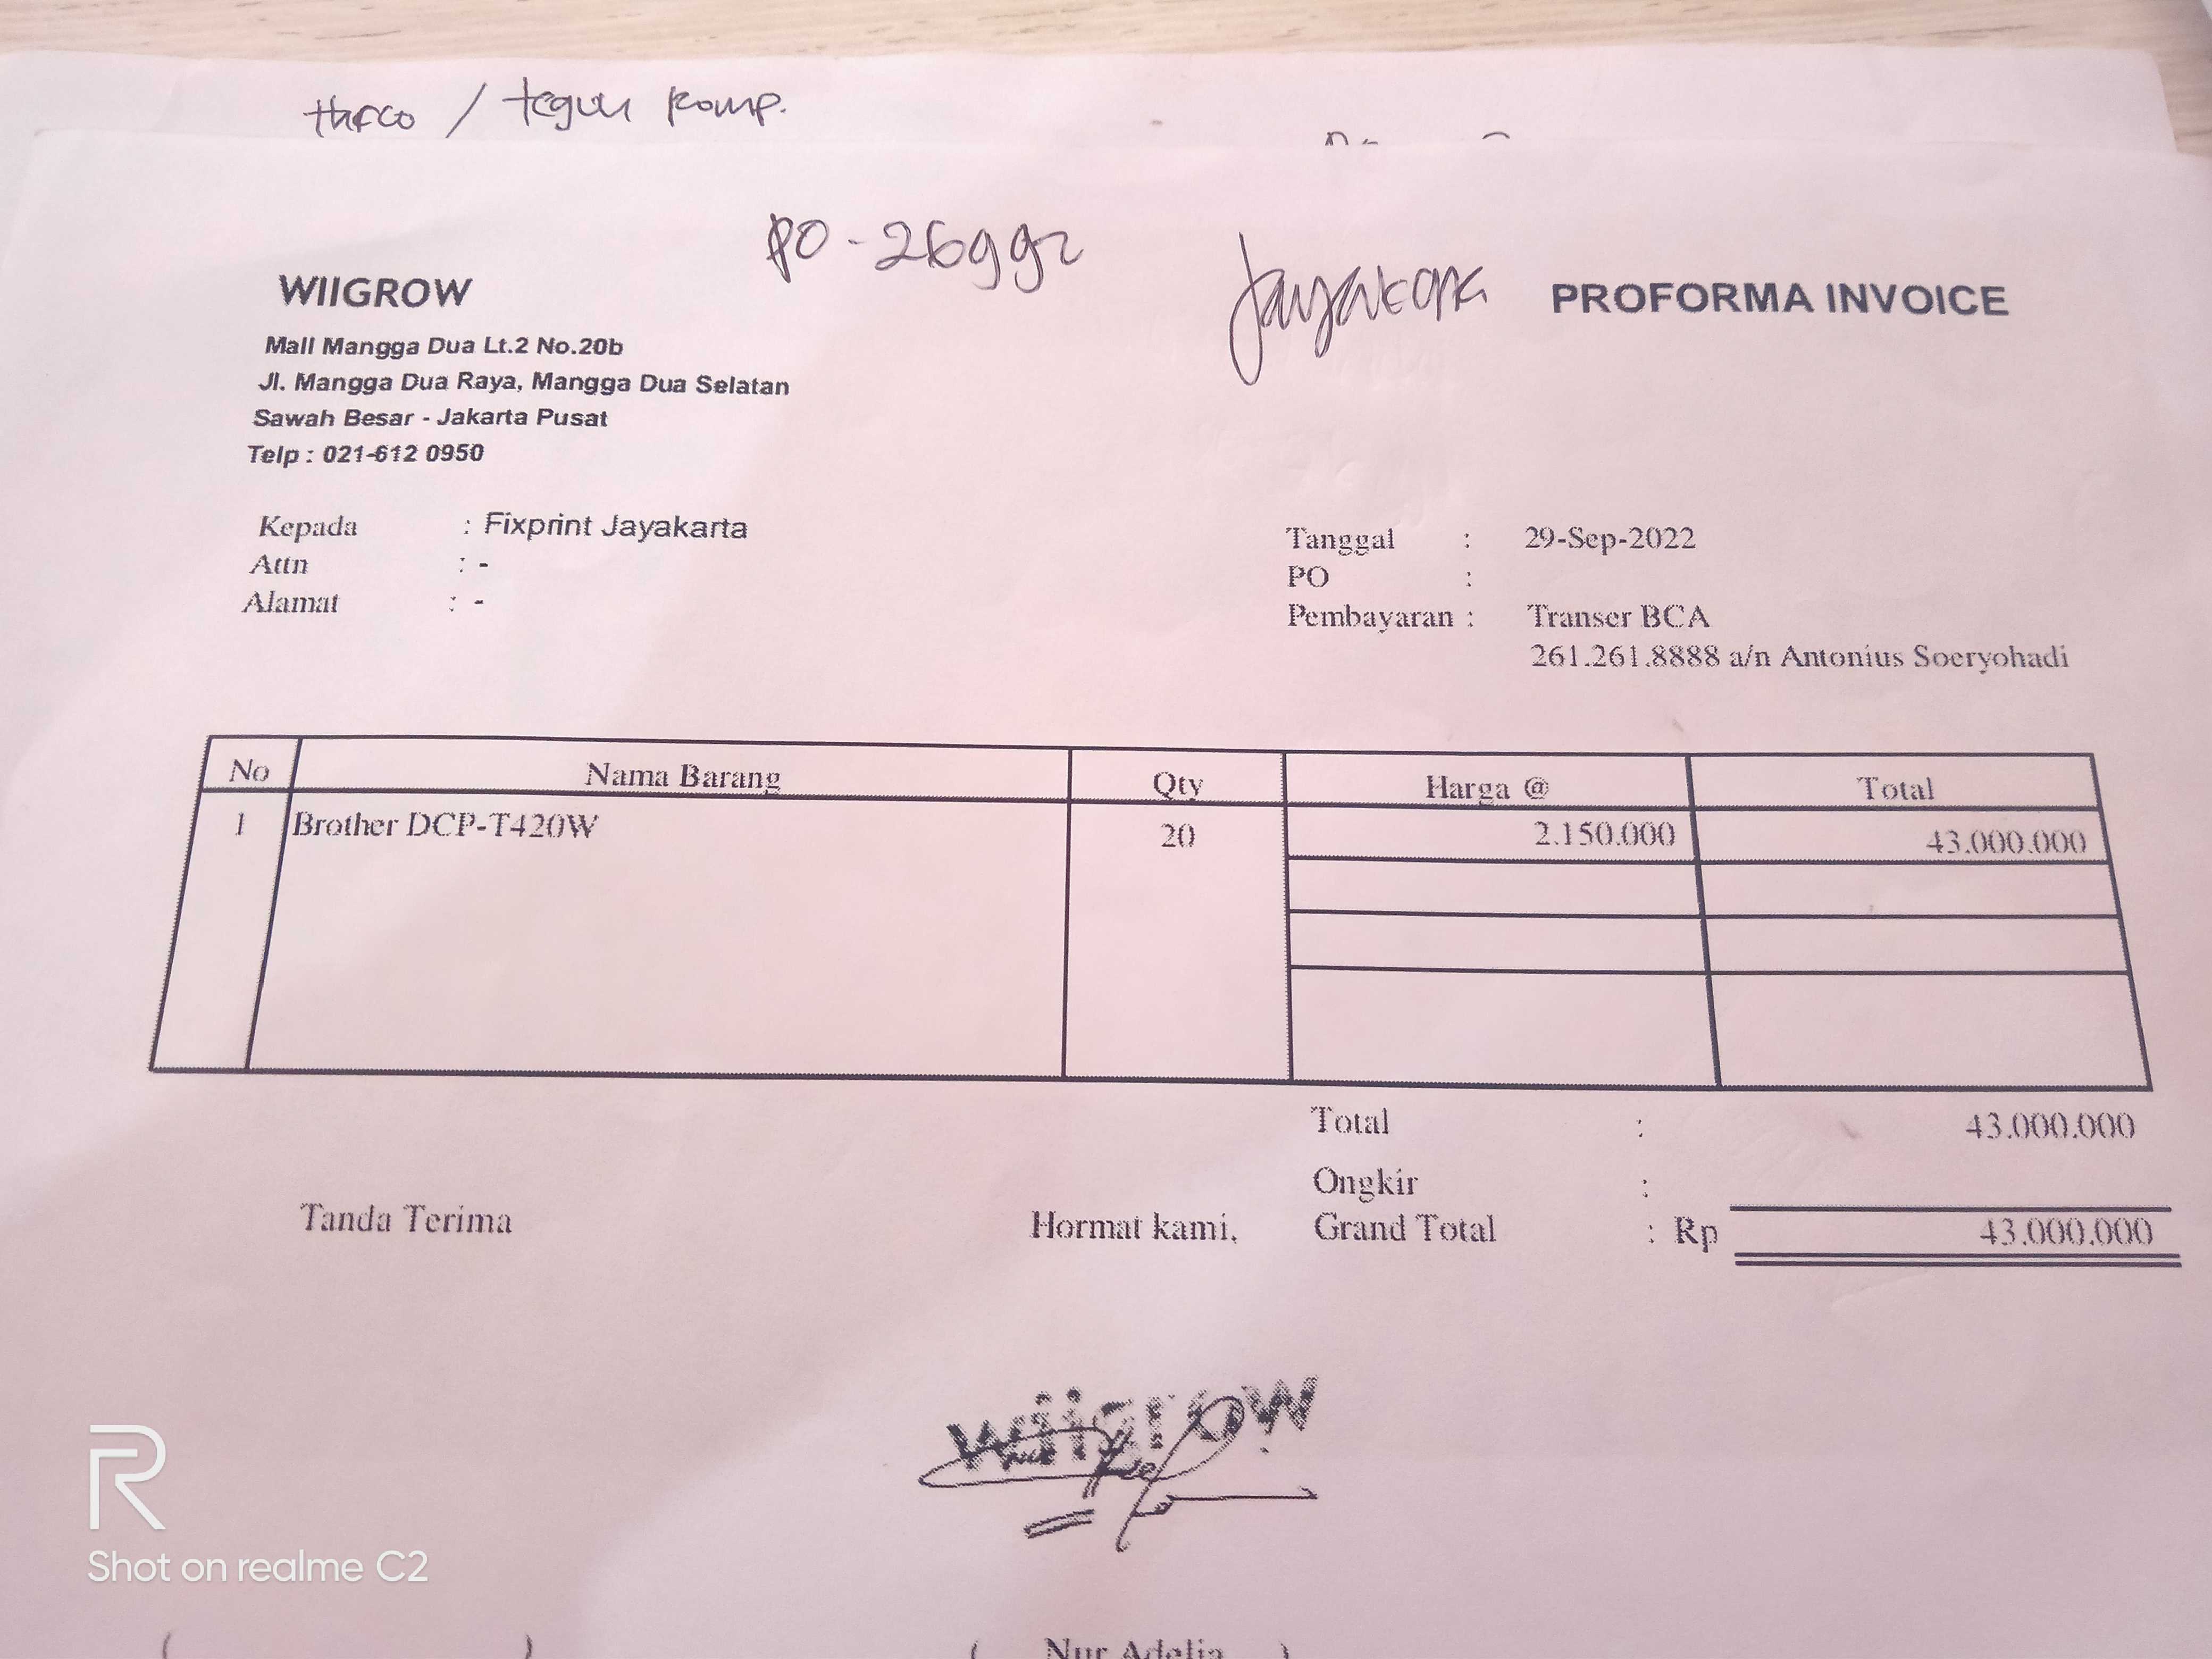 Harco / teguh komp.
PO - 26992
Jayakarta
WIIGROW
PROFORMA INVOICE
Mall Mangga Dua Lt.2 No.20b
Jl. Mangga Dua Raya, Mangga Dua Selatan
Sawah Besar - Jakarta Pusat
Telp : 021-612 0950
Kepada : Fixprint Jayakarta
Attn : -
Alamat : -
Tanggal : 29-Sep-2022
PO :
Pembayaran : Transer BCA
261.261.8888 a/n Antonius Soeryohadi
No Nama Barang Qty Harga @ Total
1 Brother DCP-T420W 20 2.150.000 43.000.000
Total : 43.000.000
Ongkir :
Tanda Terima Hormat kami, Grand Total : Rp 43.000.000
wiigrow
( ) ( Nur Adelia )
R
Shot on realme C2